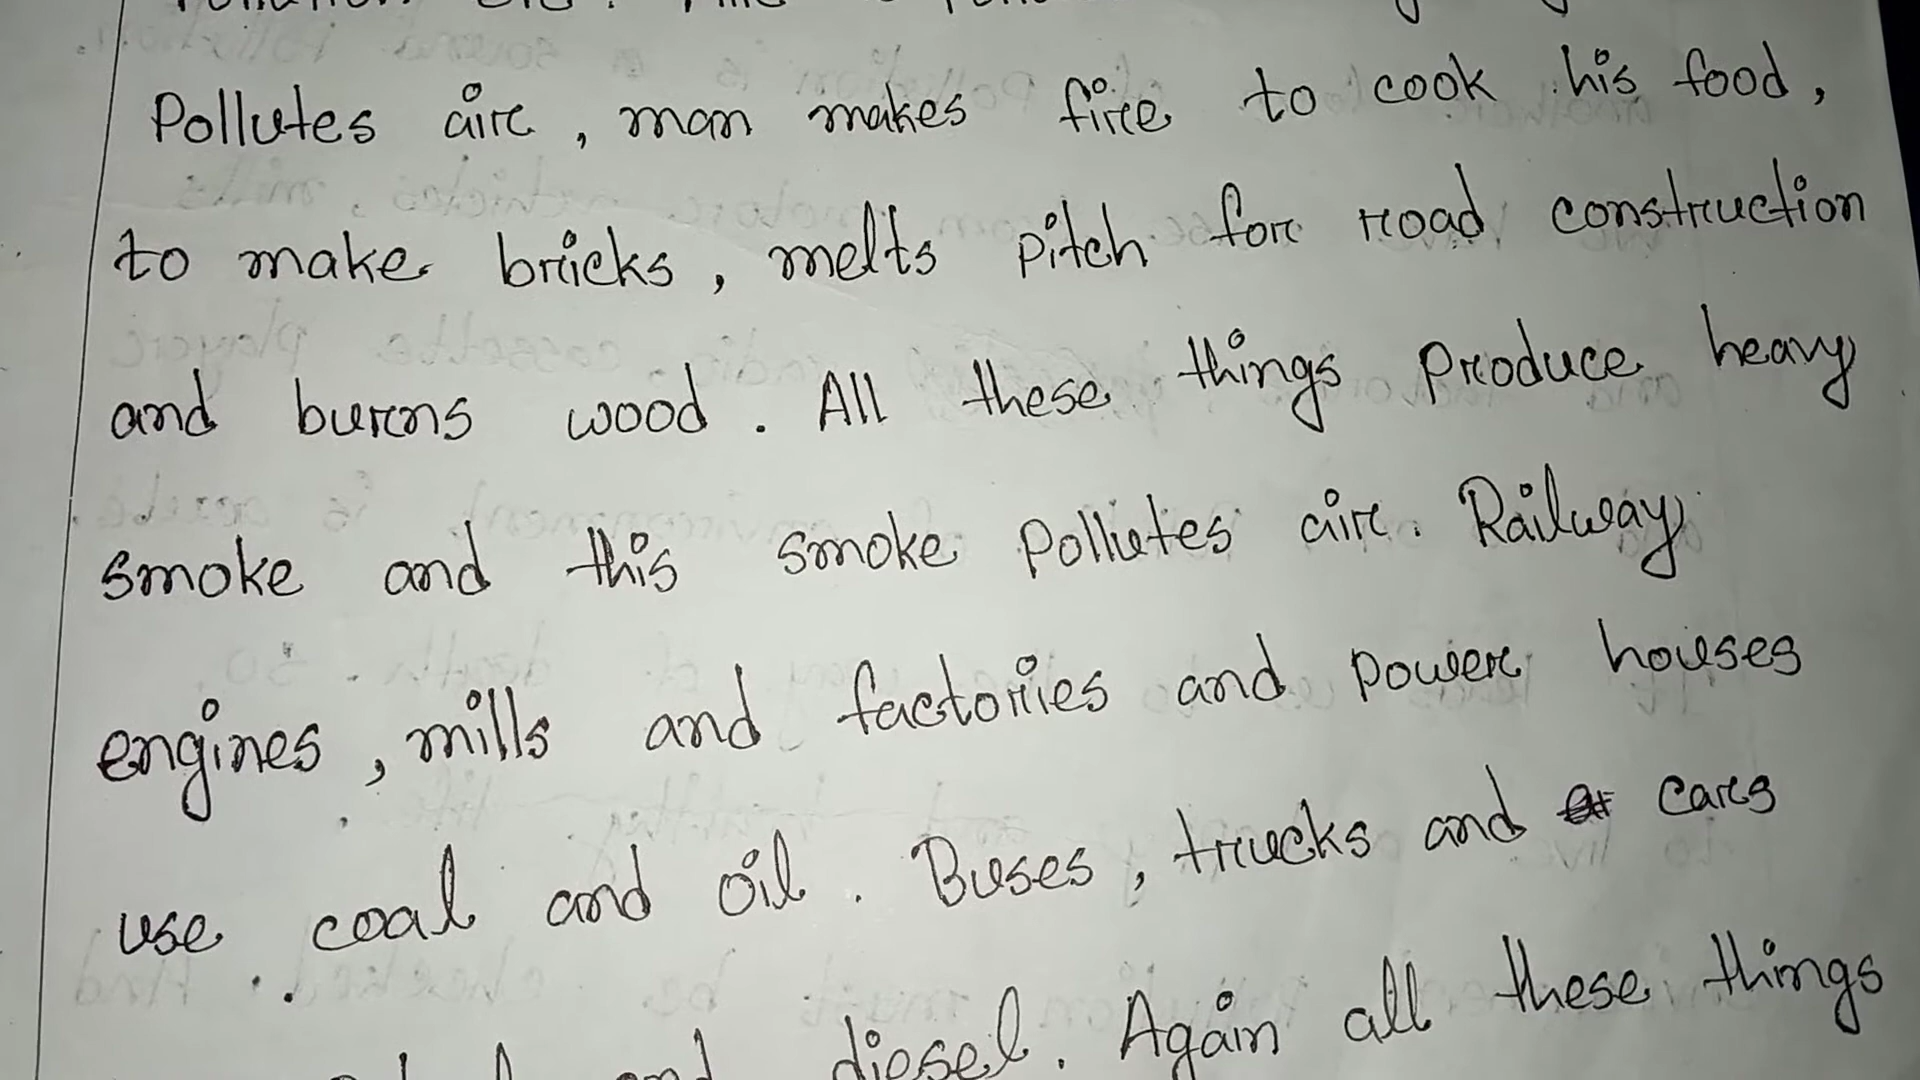 Pollutes air, man makes fire to cook his food,
to make bricks, melts pitch for road construction
and burns wood. All these things produce heavy
smoke and this smoke pollutes air. Railway
engines, mills and factories and power houses
use coal and oil. Buses, trucks and cars
and diesel. Again all these things